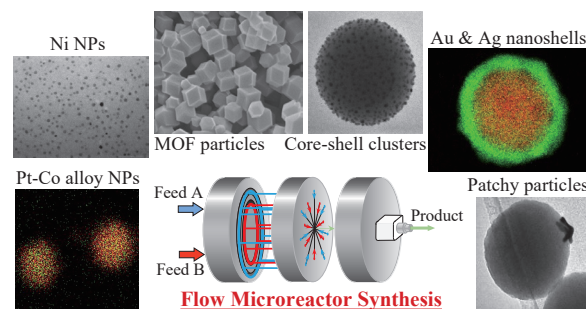 Ni NPs
Au & Ag nanoshells
MOF particles
Core-shell clusters
Pt-Co alloy NPs
Patchy particles
Feed A
Product
Feed B
Flow Microreactor Synthesis